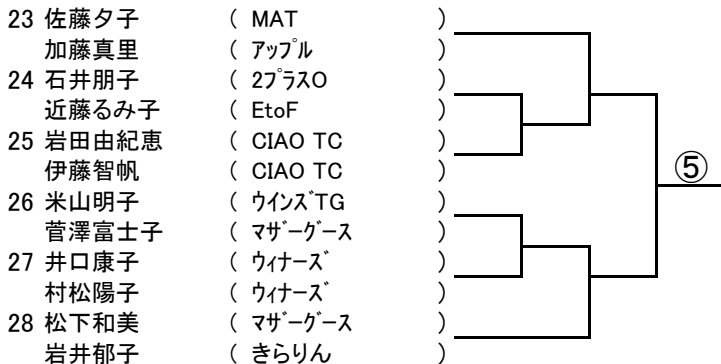 23 佐藤夕子 ( MAT )
加藤真里 ( アップル )
24 石井朋子 ( 2プラスO )
近藤るみ子 ( EtoF )
25 岩田由紀恵 ( CIAO TC )
伊藤智帆 ( CIAO TC )
⑤
26 米山明子 ( ウインズTG )
菅澤富士子 ( マザーグース )
27 井口康子 ( ウィナーズ )
村松陽子 ( ウィナーズ )
28 松下和美 ( マザーグース )
岩井郁子 ( きらりん )